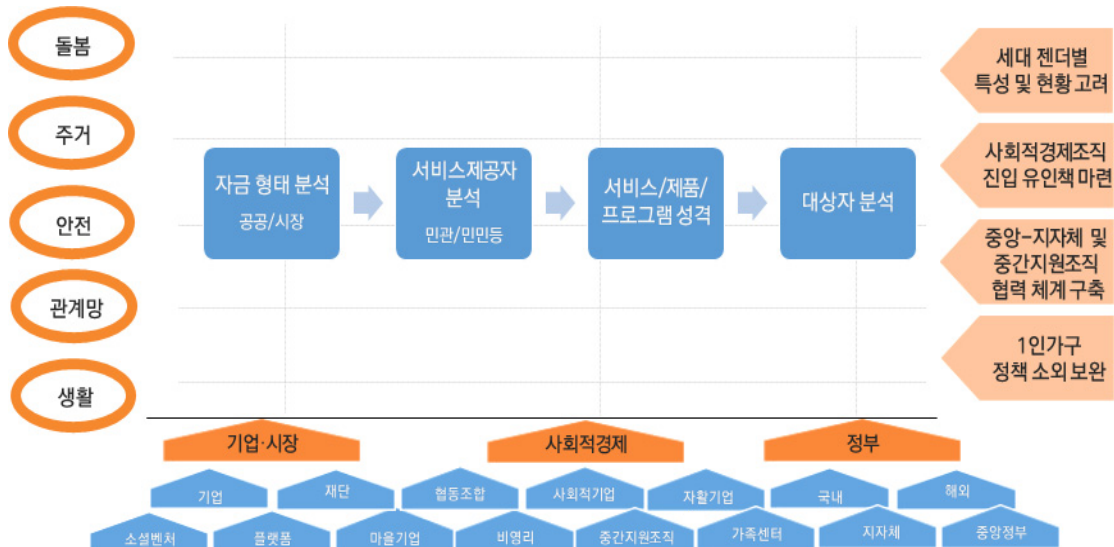 돌봄
주거
안전
관계망
생활
자금 형태 분석
공공/시장
서비스제공자
분석
민관/민민등
서비스/제품/
프로그램 성격
대상자 분석
세대 젠더별
특성 및 현황 고려
사회적경제조직
진입 유인책 마련
중앙-지자체 및
중간지원조직
협력 체계 구축
1인가구
정책 소외 보완
기업·시장
사회적경제
정부
기업
재단
협동조합
사회적기업
자활기업
국내
해외
소셜벤처
플랫폼
마을기업
비영리
중간지원조직
가족센터
지자체
중앙정부